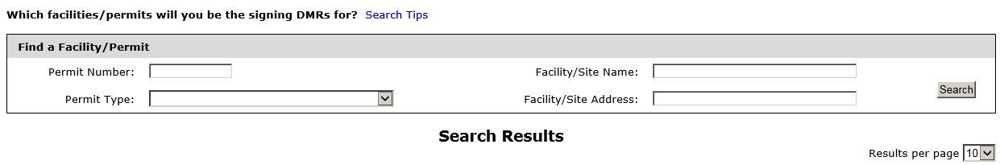 Which facilities/permits will you be the signing DMRs for? Search Tips
Find a Facility/Permit
Permit Number: Facility/Site Name:
Permit Type: Facility/Site Address:
Search
Search Results
Results per page 10